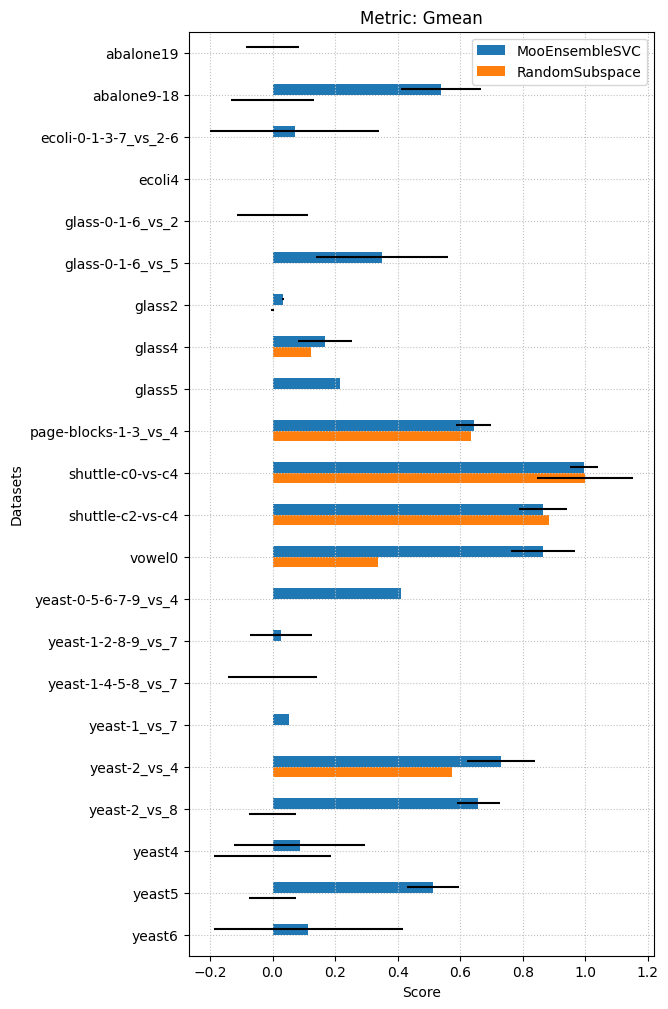 Metric: Gmean
MooEnsembleSVC
RandomSubspace
abalone19
abalone9-18
ecoli-0-1-3-7_vs_2-6
ecoli4
glass-0-1-6_vs_2
glass-0-1-6_vs_5
glass2
glass4
glass5
page-blocks-1-3_vs_4
shuttle-c0-vs-c4
shuttle-c2-vs-c4
vowel0
yeast-0-5-6-7-9_vs_4
yeast-1-2-8-9_vs_7
yeast-1-4-5-8_vs_7
yeast-1_vs_7
yeast-2_vs_4
yeast-2_vs_8
yeast4
yeast5
yeast6
Datasets
−0.2 0.0 0.2 0.4 0.6 0.8 1.0 1.2
Score